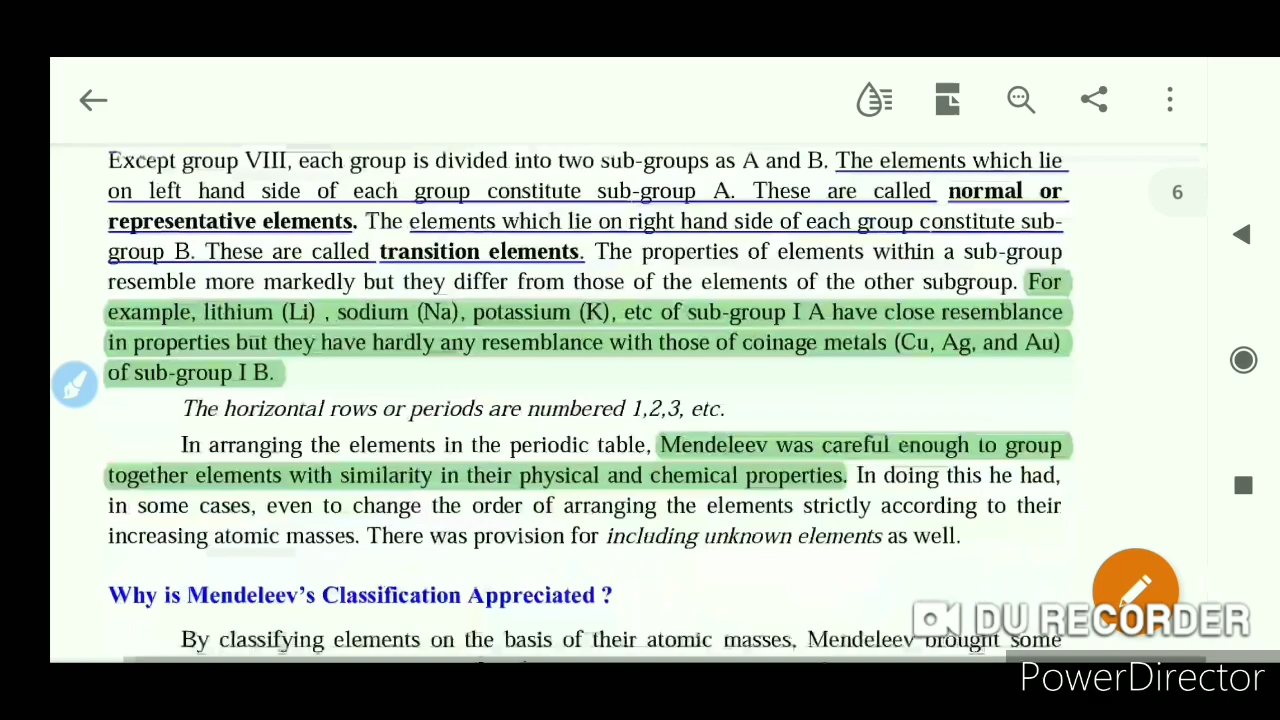 Except group VIII, each group is divided into two sub-groups as A and B. The elements which lie
on left hand side of each group constitute sub-group A. These are called normal or
representative elements. The elements which lie on right hand side of each group constitute sub-
group B. These are called transition elements. The properties of elements within a sub-group
resemble more markedly but they differ from those of the elements of the other subgroup. For
example, lithium (Li) , sodium (Na), potassium (K), etc of sub-group I A have close resemblance
in properties but they have hardly any resemblance with those of coinage metals (Cu, Ag, and Au)
of sub-group I B.
6
The horizontal rows or periods are numbered 1,2,3, etc.
In arranging the elements in the periodic table, Mendeleev was careful enough to group
together elements with similarity in their physical and chemical properties. In doing this he had,
in some cases, even to change the order of arranging the elements strictly according to their
increasing atomic masses. There was provision for including unknown elements as well.
Why is Mendeleev's Classification Appreciated ?
By classifying elements on the basis of their atomic masses, Mendeleev brought some
DU RECORDER
PowerDirector